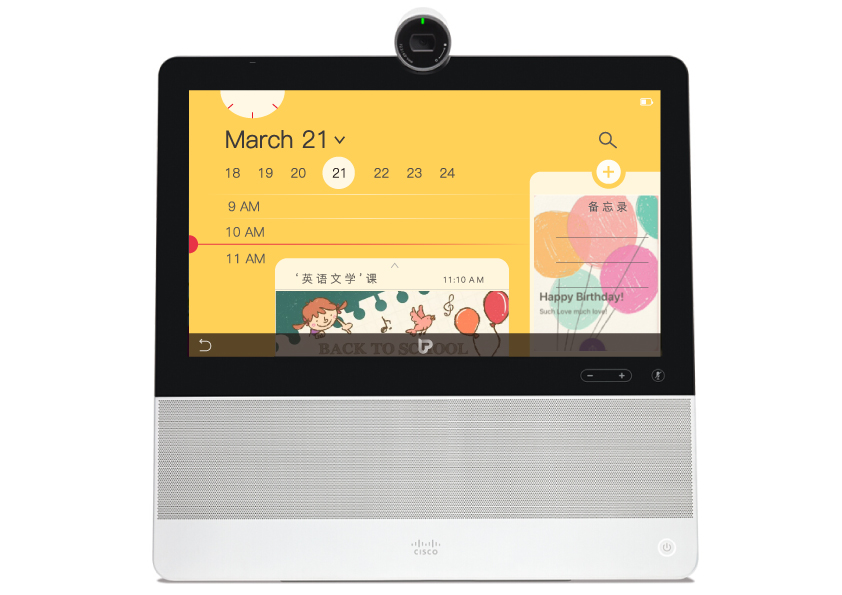 March 21
18 19 20 21 22 23 24
9 AM
10 AM
11 AM
‘英语文学’课
11:10 AM
BACK TO SCHOOL
备忘录
Happy Birthday!
Such Love much love!
CISCO